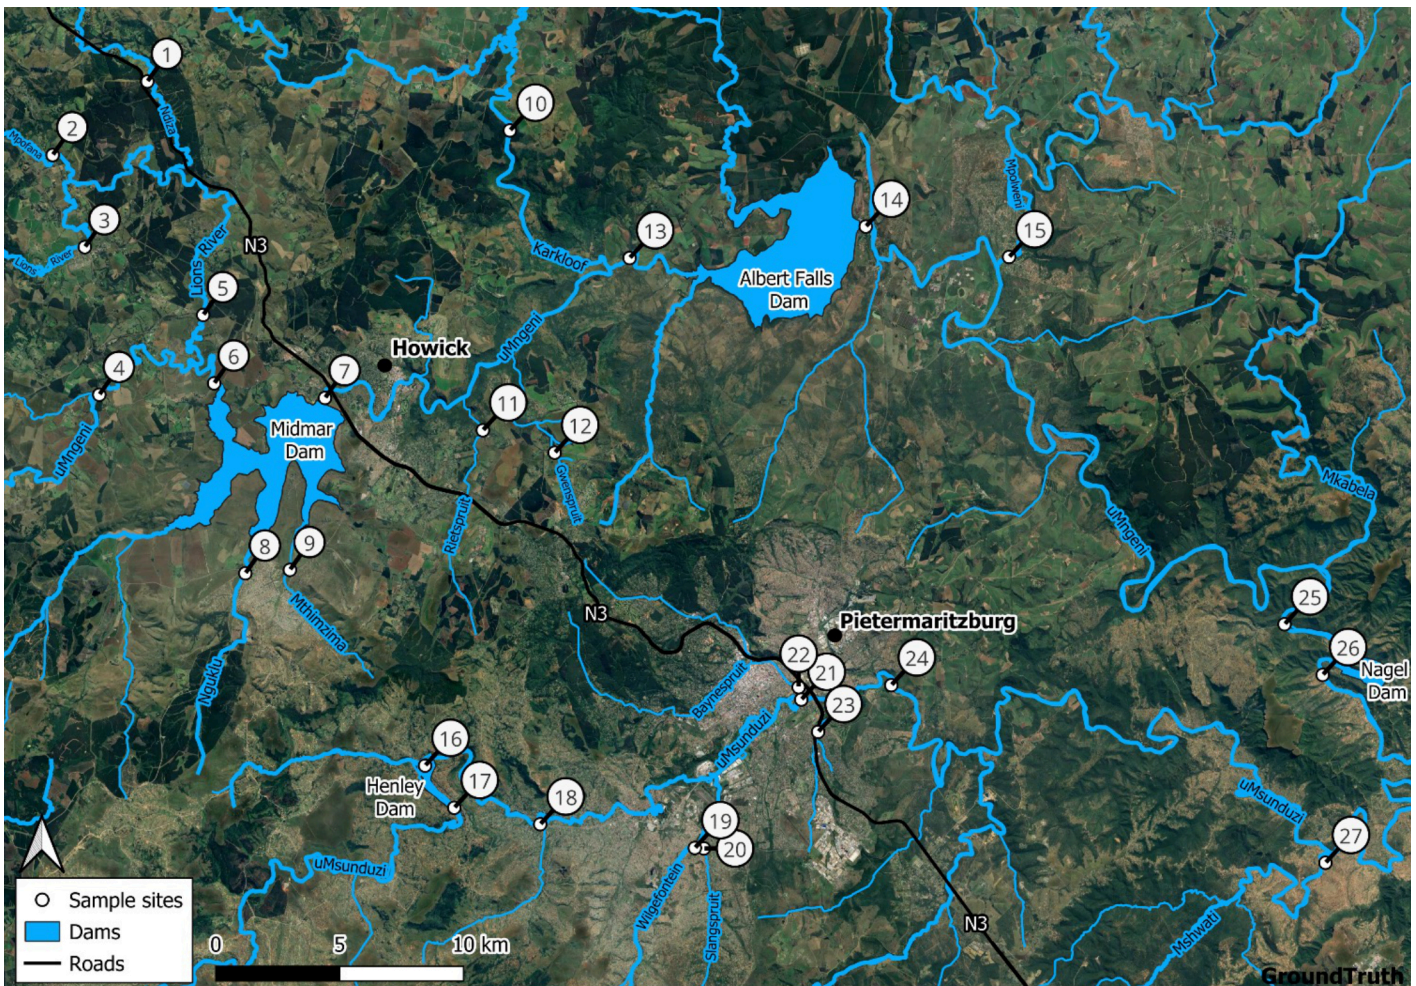 1
Ndiza
2
Mpofana
3
Lions River
N3
Lions River
5
4
6
uMngeni
7
Howick
Midmar
Dam
8
9
Mthimzima
Nguklu
10
Karkloof
13
uMngeni
11
12
Rietspruit
Gwenspruit
Albert Falls
Dam
14
15
Mpolweni
uMngeni
Mkabela
25
26
Nagel
Dam
N3
Pietermaritzburg
22
21
24
23
Baynespruit
uMsunduzi
16
Henley
Dam
17
18
uMsunduzi
19
20
Wilgefontein
Slangspruit
uMsunduzi
27
Mshwati
N3
Sample sites
Dams
Roads
0 5 10 km
GroundTruth